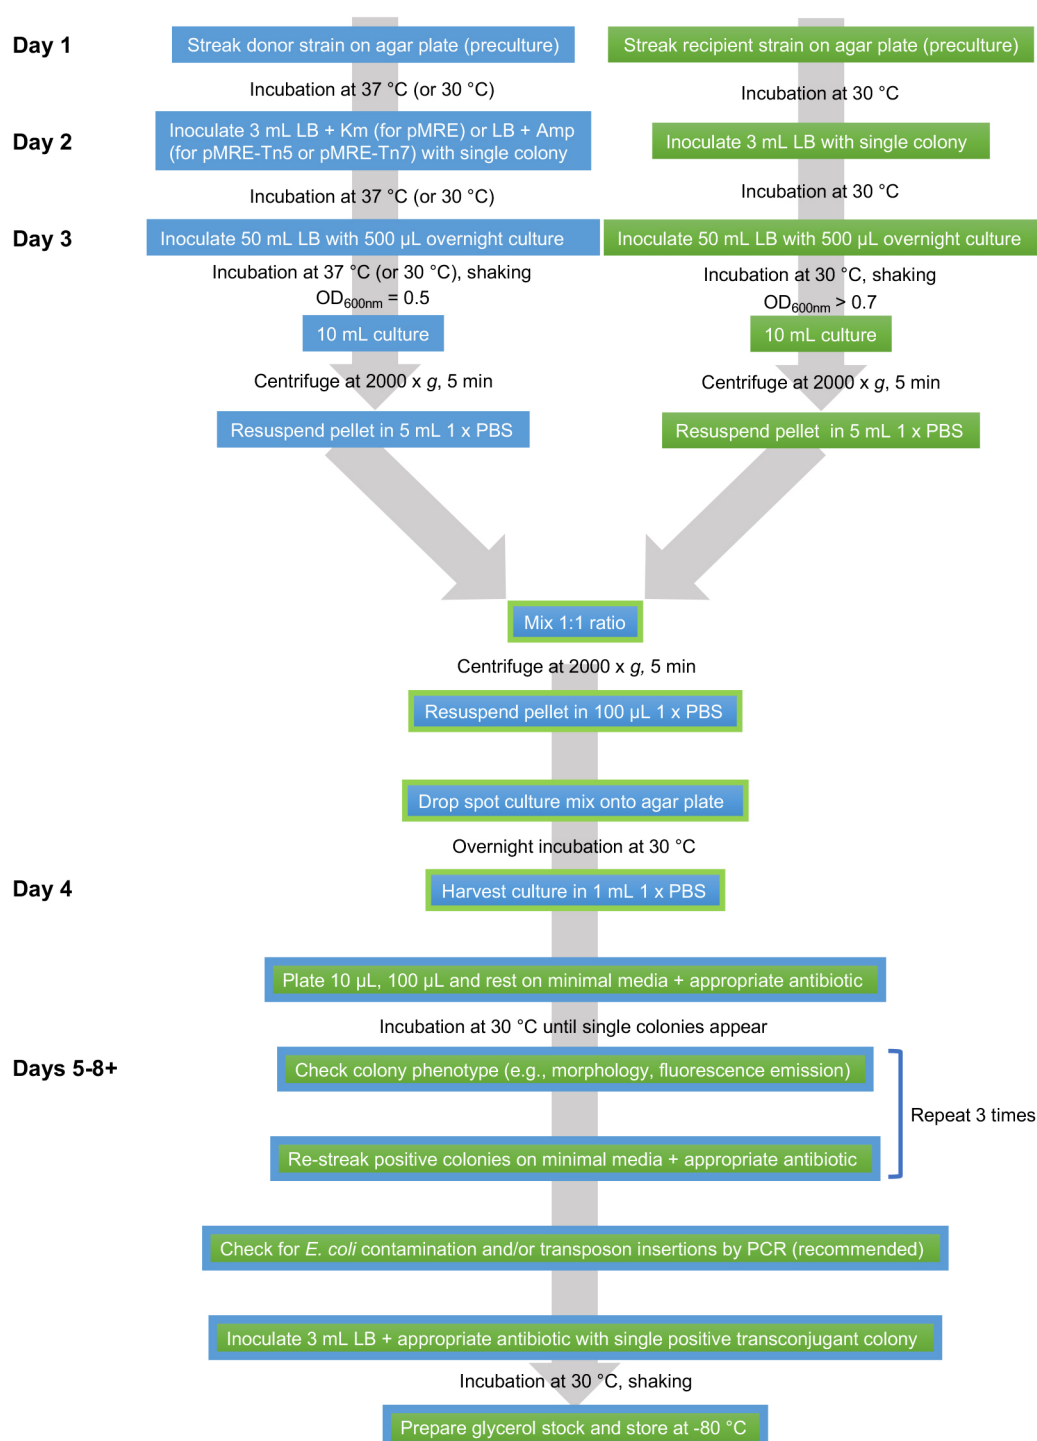 Day 1
Streak donor strain on agar plate (preculture)
Streak recipient strain on agar plate (preculture)
Incubation at 37 °C (or 30 °C)
Incubation at 30 °C
Day 2
Inoculate 3 mL LB + Km (for pMRE) or LB + Amp
(for pMRE-Tn5 or pMRE-Tn7) with single colony
Inoculate 3 mL LB with single colony
Incubation at 37 °C (or 30 °C)
Incubation at 30 °C
Day 3
Inoculate 50 mL LB with 500 µL overnight culture
Inoculate 50 mL LB with 500 µL overnight culture
Incubation at 37 °C (or 30 °C), shaking
OD600nm = 0.5
Incubation at 30 °C, shaking
OD600nm > 0.7
10 mL culture
10 mL culture
Centrifuge at 2000 x g, 5 min
Centrifuge at 2000 x g, 5 min
Resuspend pellet in 5 mL 1 x PBS
Resuspend pellet in 5 mL 1 x PBS
Mix 1:1 ratio
Centrifuge at 2000 x g, 5 min
Resuspend pellet in 100 µL 1 x PBS
Drop spot culture mix onto agar plate
Overnight incubation at 30 °C
Day 4
Harvest culture in 1 mL 1 x PBS
Plate 10 µL, 100 µL and rest on minimal media + appropriate antibiotic
Incubation at 30 °C until single colonies appear
Days 5-8+
Check colony phenotype (e.g., morphology, fluorescence emission)
Repeat 3 times
Re-streak positive colonies on minimal media + appropriate antibiotic
Check for E. coli contamination and/or transposon insertions by PCR (recommended)
Inoculate 3 mL LB + appropriate antibiotic with single positive transconjugant colony
Incubation at 30 °C, shaking
Prepare glycerol stock and store at -80 °C